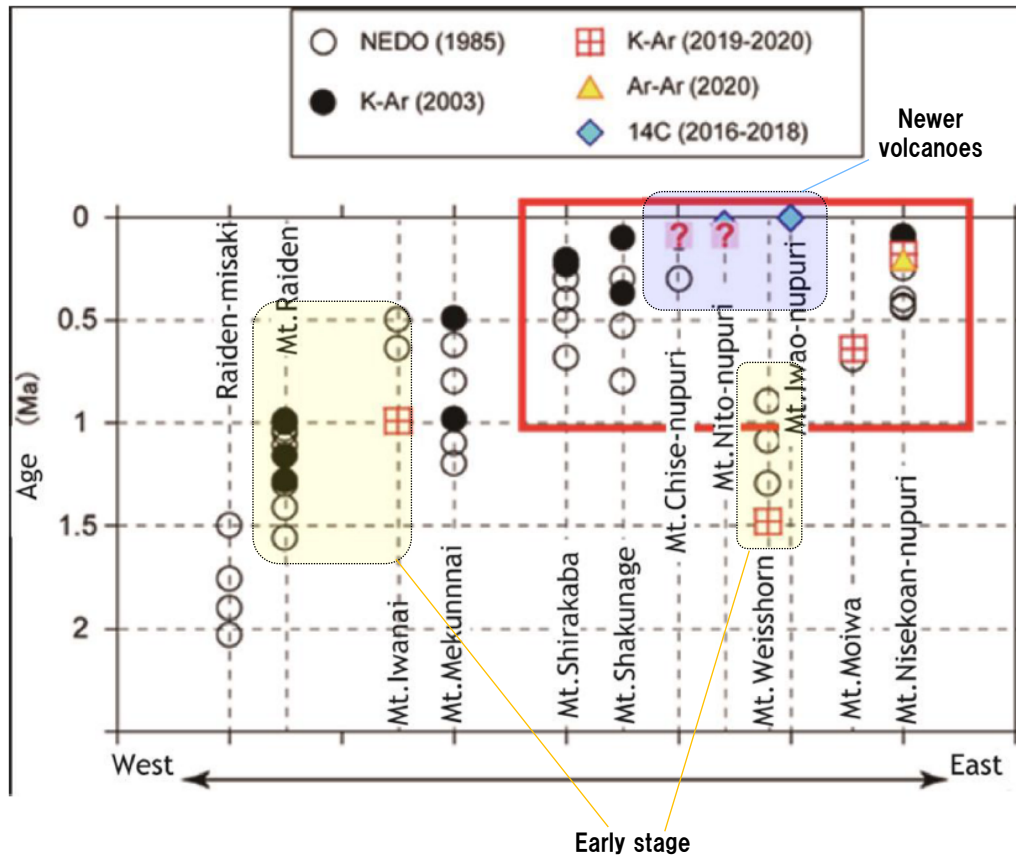 NEDO (1985)
K-Ar (2003)
K-Ar (2019-2020)
Ar-Ar (2020)
14C (2016-2018)
Newer
volcanoes
Age (Ma)
0
0.5
1
1.5
2
Raiden-misaki
Mt.Raiden
Mt.Iwanai
Mt.Mekunnnai
Mt.Shirakaba
Mt.Shakunage
Mt.Chise-nupuri
Mt.Nito-nupuri
Mt.Weisshorn
Mt.Iwao-nupuri
Mt.Moiwa
Mt.Nisekoan-nupuri
?
?
West
East
Early stage